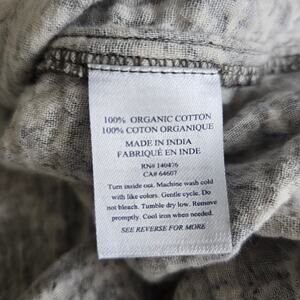 100% ORGANIC COTTON
100% COTON ORGANIQUE
MADE IN INDIA
FABRIQUÉ EN INDE
RN# 140476
CA# 64607
Turn inside out. Machine wash cold
with like colors. Gentle cycle. Do
not bleach. Tumble dry low. Remove
promptly. Cool iron when needed.
SEE REVERSE FOR MORE